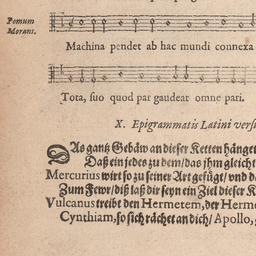 Pomum
Morans.
Machina pendet ab hac mundi connexa
Tota, suo quod par gaudeat omne pari.
X. Epigrammatis Latini versi
DAs gantz Gebäw an dieser Ketten hänget
Daß ein jedes zu dem/das jhm gleicht
Mercurius wirt so zu seiner Art gefügt/ vnd da
Zum Fewr/diß laß dir seyn ein Ziel dieser K
Vulcanus treibt den Hermetem, der Herme
Cynthiam, so sich rächet an dich/ Apollo,